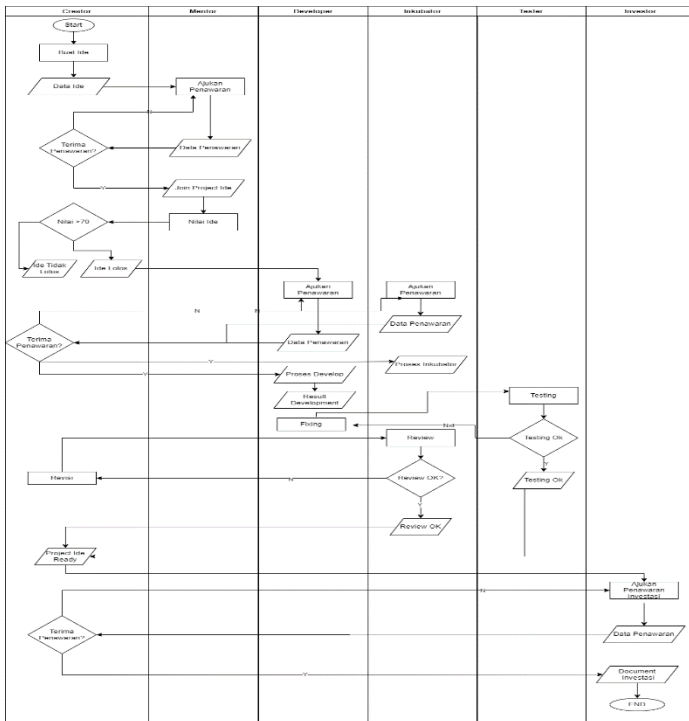 Creator
Mentor
Developer
Inkubator
Tester
Investor
Start
Buat Ide
Data Ide
Ajukan
Penawaran
N
Terima
Penawaran?
Data Penawaran
Y
Join Project Ide
Nilai >70
Nilai Ide
Ide Tidak
Lolos
Ide Lolos
Ajukan
Penawaran
Ajukan
Penawaran
N
N
Data Penawaran
Terima
Penawaran?
Data Penawaran
Y
Proses Inkubator
Y
Proses Develop
Result
Development
Testing
Fixing
Testing Ok
Review
Y
Revisi
N
Review OK?
Testing Ok
Y
Review OK
Project Ide
Ready
N
Ajukan
Penawaran
Investasi
Terima
Penawaran?
Data Penawaran
Y
Document
Investasi
END